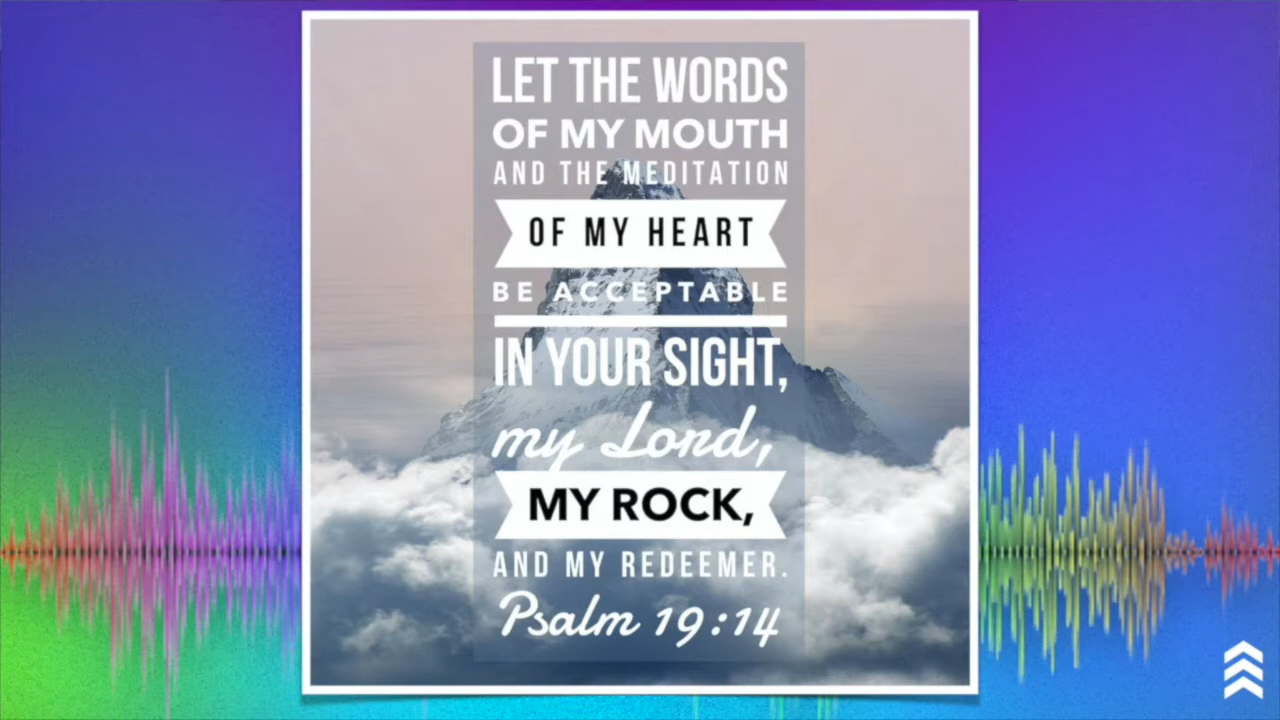 LET THE WORDS
OF MY MOUTH
AND THE MEDITATION
OF MY HEART
BE ACCEPTABLE
IN YOUR SIGHT,
my Lord,
MY ROCK,
AND MY REDEEMER.
Psalm 19:14